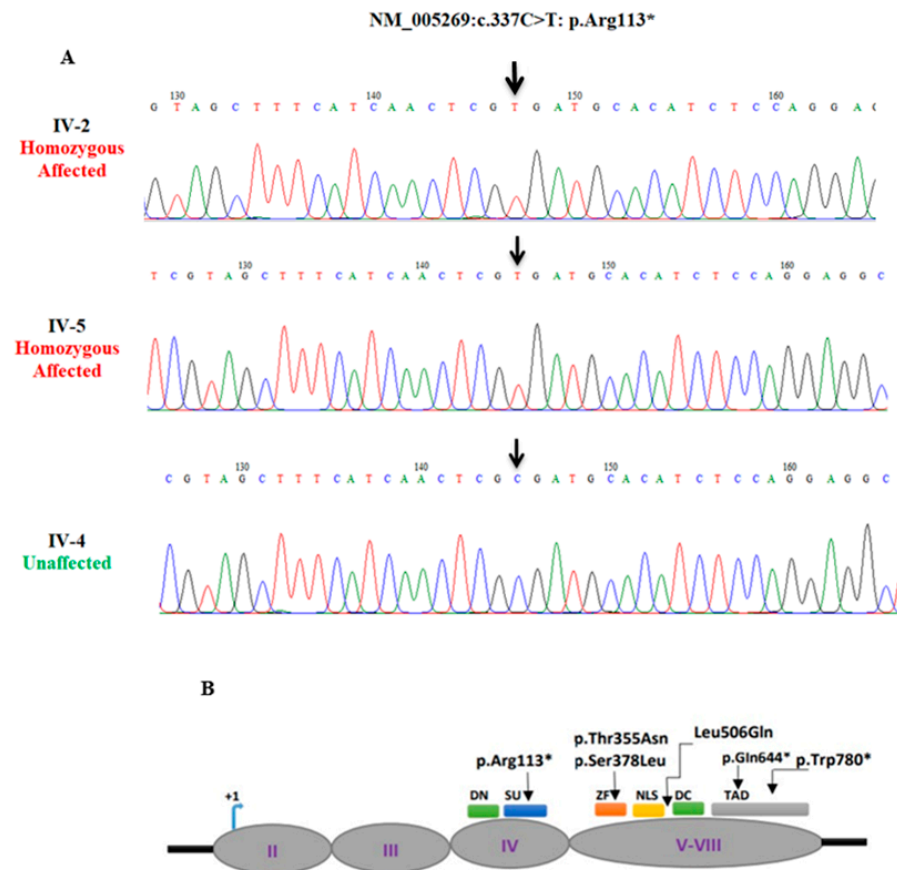 NM_005269:c.337C>T: p.Arg113*
A
130 140 150 160
G T A G C T T T C A T C A A C T C G T G A T G C A C A T C T C C A G G A G
IV-2
Homozygous
Affected
130 140 150 160
T C G T A G C T T T C A T C A A C T C G T G A T G C A C A T C T C C A G G A G G C
IV-5
Homozygous
Affected
130 140 150 160
C G T A G C T T T C A T C A A C T C G C G A T G C A C A T C T C C A G G A G G C
IV-4
Unaffected
B
p.Thr355Asn Leu506Gln
p.Arg113* p.Ser378Leu p.Gln644* p.Trp780*
+1 DN SU ZF NLS DC TAD
II III IV V-VIII